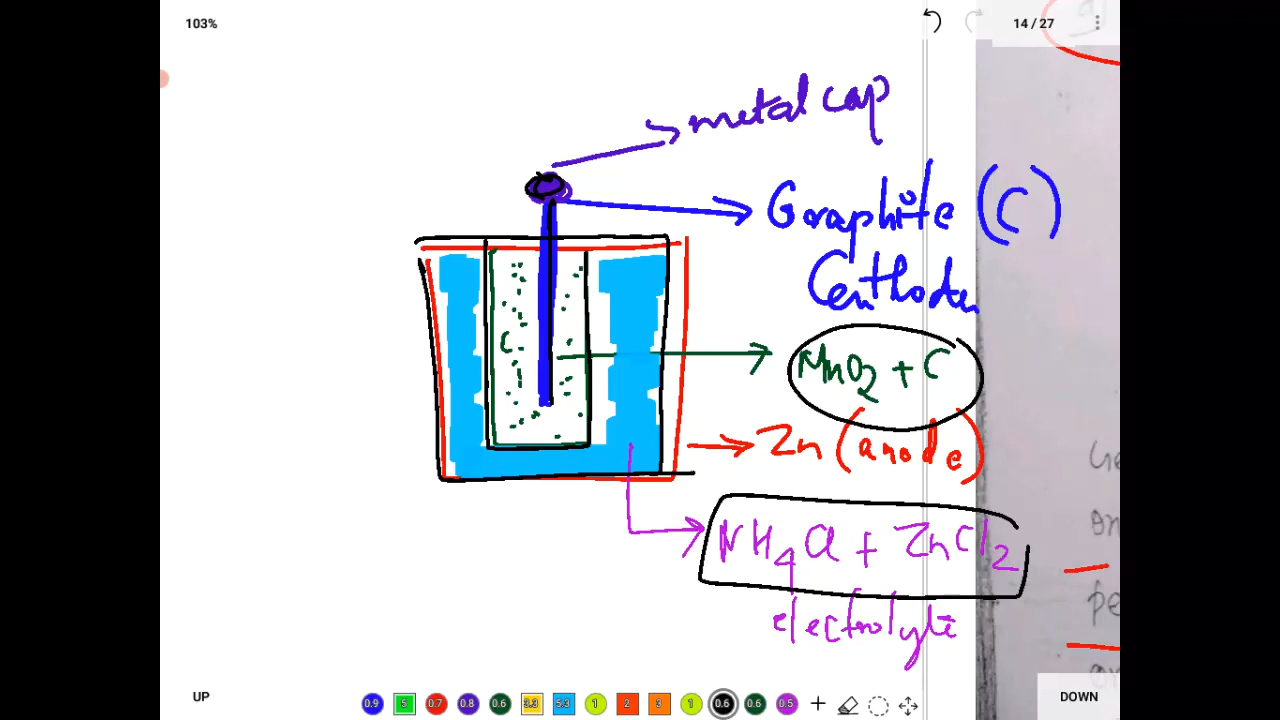 103%
14 / 27
metal cap
Graphite (C)
Cathode
C
MnO2 + C
Zn (anode)
NH4Cl + ZnCl2
electrolyte
UP
0.9 5 0.7 0.8 0.6 3.3 5.3 1 2 3 1 0.6 0.6 0.5
DOWN